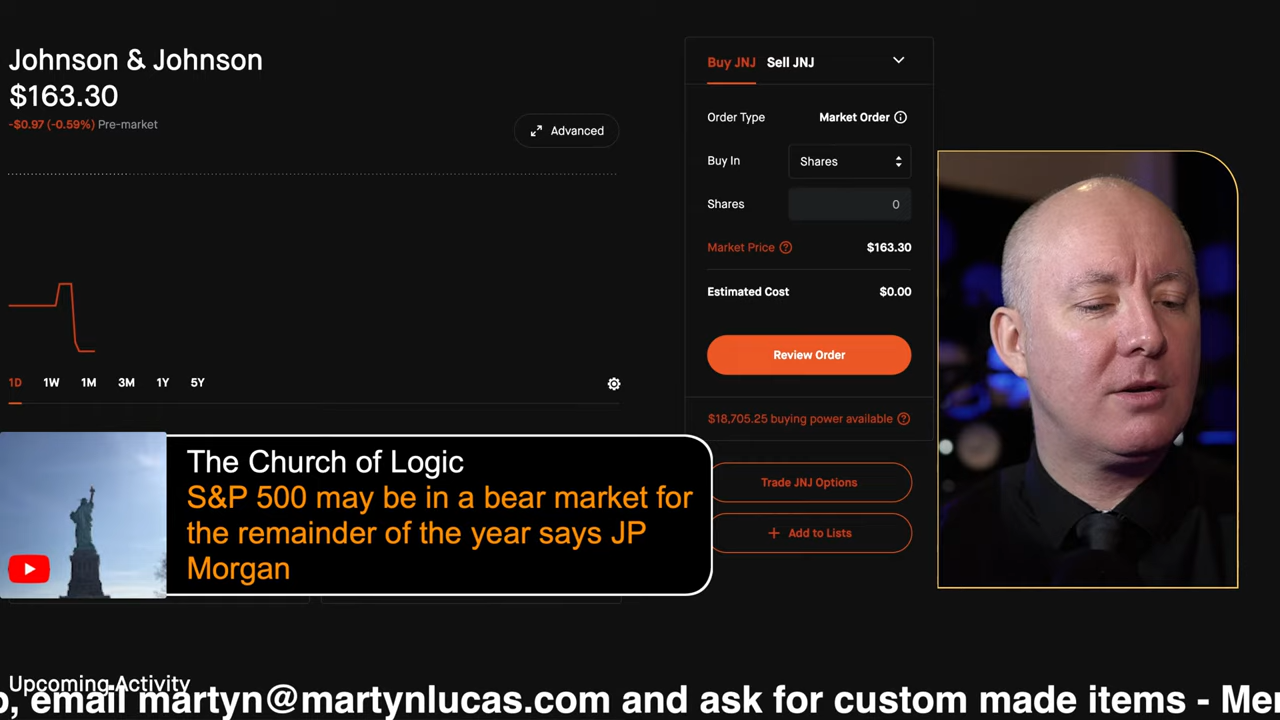 Johnson & Johnson
$163.30
-$0.97 (-0.59%) Pre-market
Advanced
1D 1W 1M 3M 1Y 5Y
Buy JNJ Sell JNJ
Order Type Market Order
Buy In Shares
Shares 0
Market Price $163.30
Estimated Cost $0.00
Review Order
$18,705.25 buying power available
Trade JNJ Options
+ Add to Lists
The Church of Logic
S&P 500 may be in a bear market for
the remainder of the year says JP
Morgan
Upcoming Activity
email martyn@martynlucas.com and ask for custom made items -